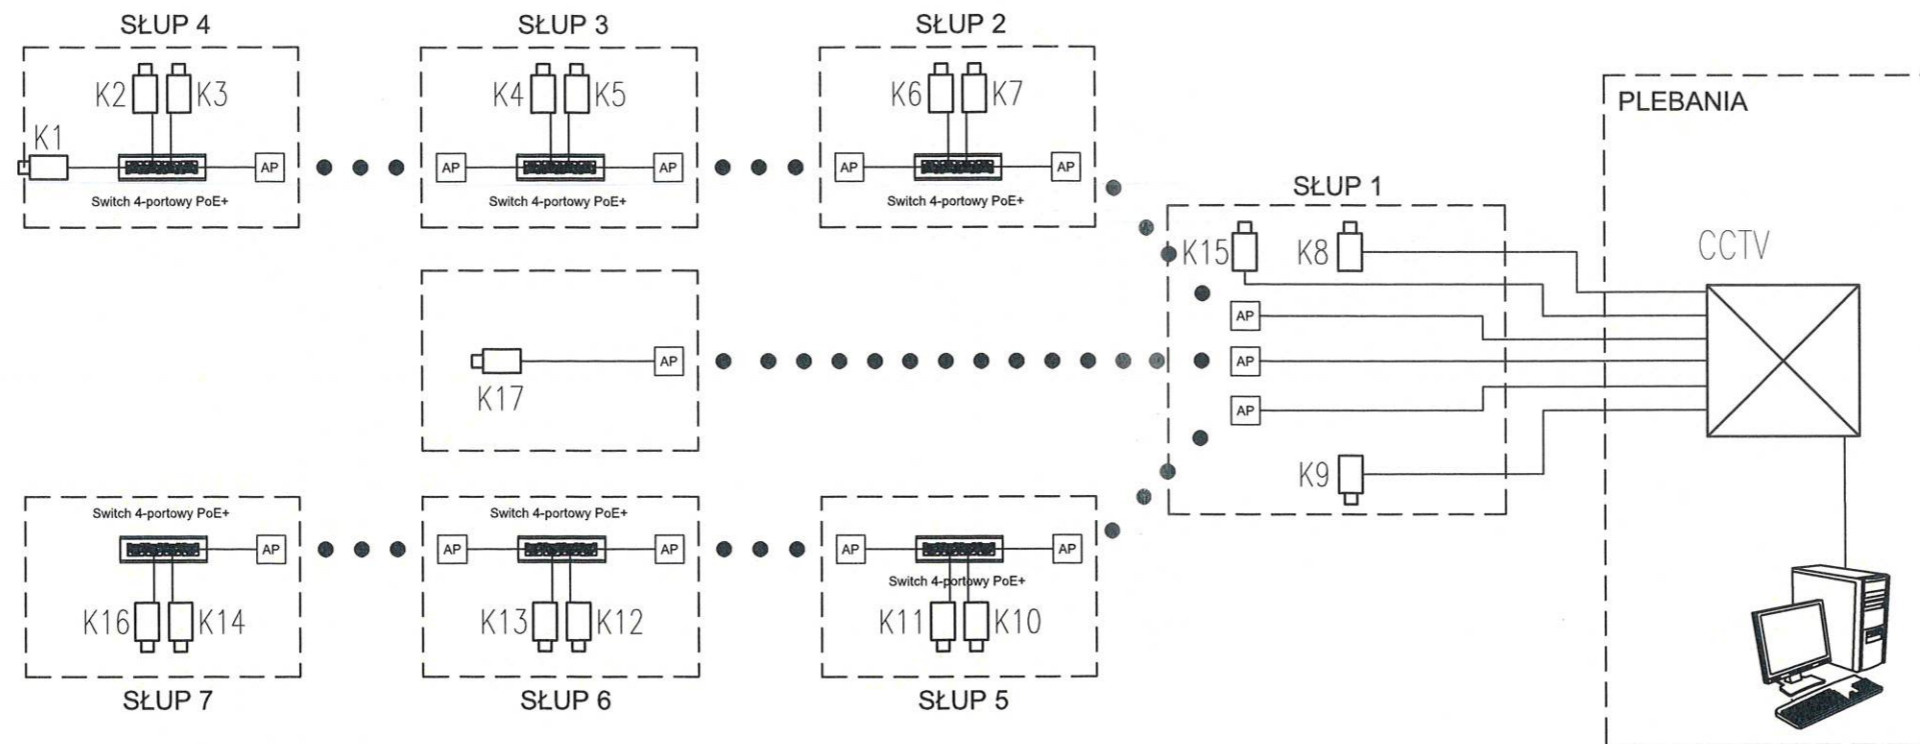 SŁUP 4
K2 K3
K1
AP
Switch 4-portowy PoE+
SŁUP 3
K4 K5
AP AP
Switch 4-portowy PoE+
SŁUP 2
K6 K7
AP AP
Switch 4-portowy PoE+
SŁUP 1
K15 K8
AP
AP
AP
K9
PLEBANIA
CCTV
K17
AP
Switch 4-portowy PoE+
AP
K16 K14
SŁUP 7
Switch 4-portowy PoE+
AP AP
K13 K12
SŁUP 6
AP AP
Switch 4-portowy PoE+
K11 K10
SŁUP 5